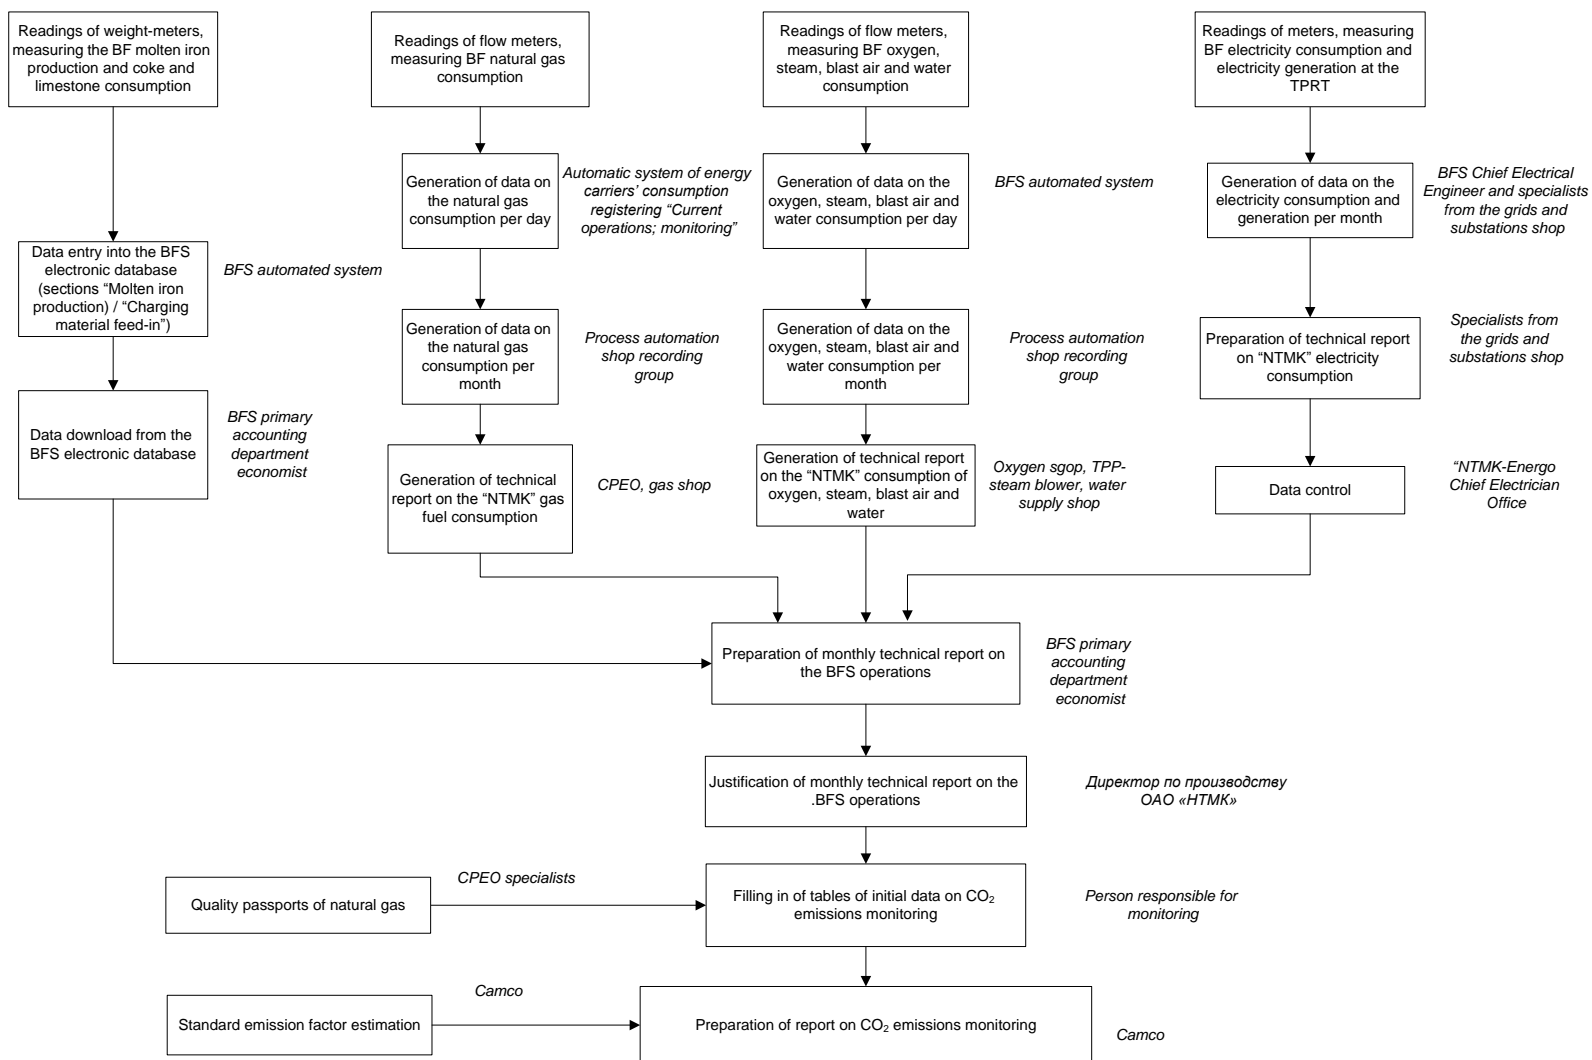 Readings of weight-meters,
measuring the BF molten iron
production and coke and
limestone consumption
Readings of flow meters,
measuring BF natural gas
consumption
Readings of flow meters,
measuring BF oxygen,
steam, blast air and water
consumption
Readings of meters, measuring
BF electricity consumption and
electricity generation at the
TPRT
Generation of data on
the natural gas
consumption per day
Automatic system of energy
carriers’ consumption
registering “Current
operations; monitoring”
Generation of data on the
oxygen, steam, blast air and
water consumption per day
BFS automated system
Generation of data on the
electricity consumption and
generation per month
BFS Chief Electrical
Engineer and specialists
from the grids and
substations shop
Data entry into the BFS
electronic database
(sections “Molten iron
production) / “Charging
material feed-in”)
BFS automated system
Generation of data on
the natural gas
consumption per
month
Process automation
shop recording
group
Generation of data on the
oxygen, steam, blast air and
water consumption per
month
Process automation
shop recording
group
Preparation of technical report
on “NTMK” electricity
consumption
Specialists from
the grids and
substations shop
Data download from the
BFS electronic database
BFS primary
accounting
department
economist
Generation of technical
report on the “NTMK” gas
fuel consumption
CPEO, gas shop
Generation of technical report
on the “NTMK” consumption
of oxygen, steam, blast air and
water
Oxygen sgop, TPP-
steam blower, water
supply shop
Data control
“NTMK-Energo
Chief Electrician
Office
Preparation of monthly technical report on
the BFS operations
BFS primary
accounting
department
economist
Justification of monthly technical report on the
.BFS operations
Директор по производству
ОАО «НТМК»
Quality passports of natural gas
CPEO specialists
Filling in of tables of initial data on CO₂
emissions monitoring
Person responsible for
monitoring
Standard emission factor estimation
Camco
Preparation of report on CO₂ emissions monitoring
Camco